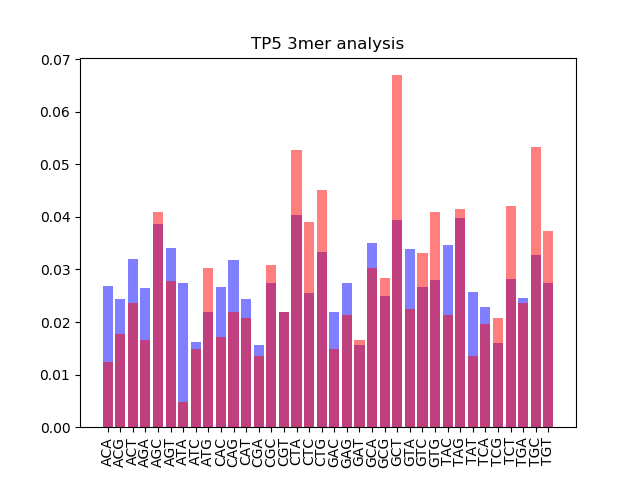 TP5 3mer analysis
0.07
0.06
0.05
0.04
0.03
0.02
0.01
0.00
ACA
ACG
ACT
AGA
AGC
AGT
ATA
ATC
ATG
CAC
CAG
CAT
CGA
CGC
CGT
CTA
CTC
CTG
GAC
GAG
GAT
GCA
GCG
GCT
GTA
GTC
GTG
TAC
TAG
TAT
TCA
TCG
TCT
TGA
TGC
TGT